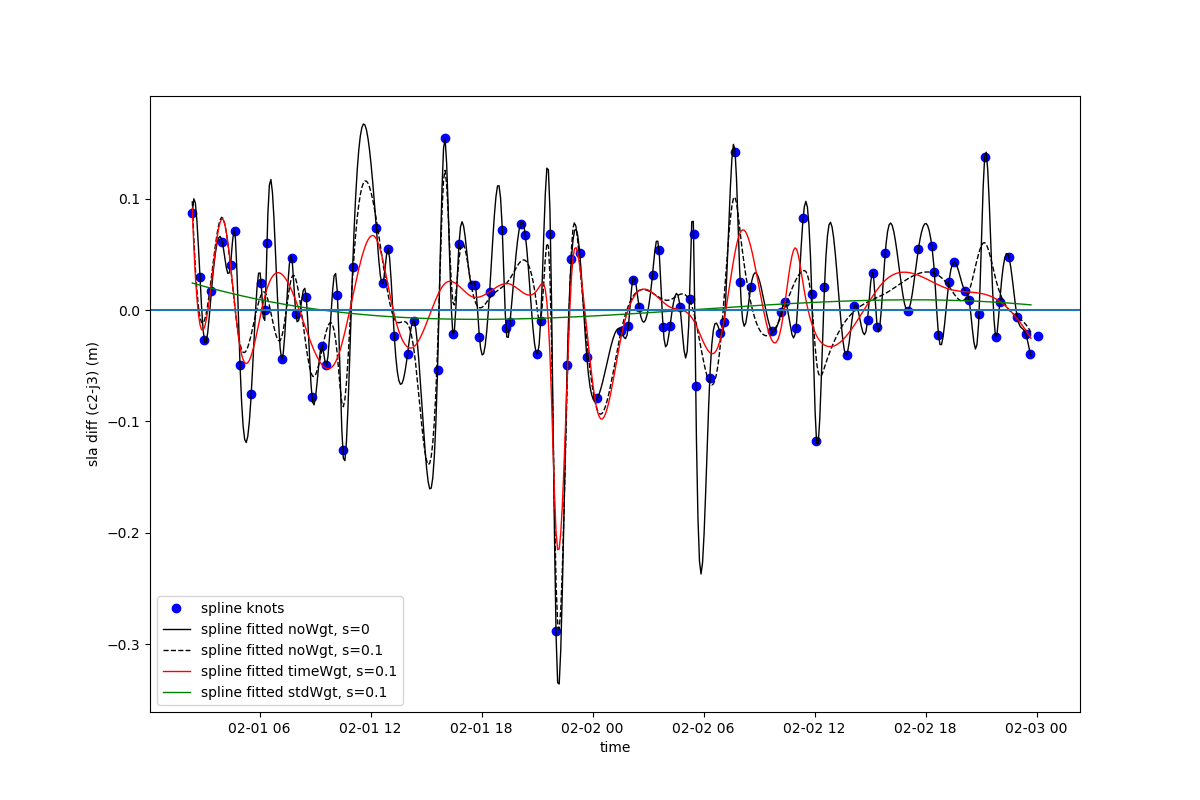 0.1
0.0
−0.1
−0.2
−0.3
sla diff (c2-j3) (m)
spline knots
spline fitted noWgt, s=0
spline fitted noWgt, s=0.1
spline fitted timeWgt, s=0.1
spline fitted stdWgt, s=0.1
02-01 06 02-01 12 02-01 18 02-02 00 02-02 06 02-02 12 02-02 18 02-03 00
time